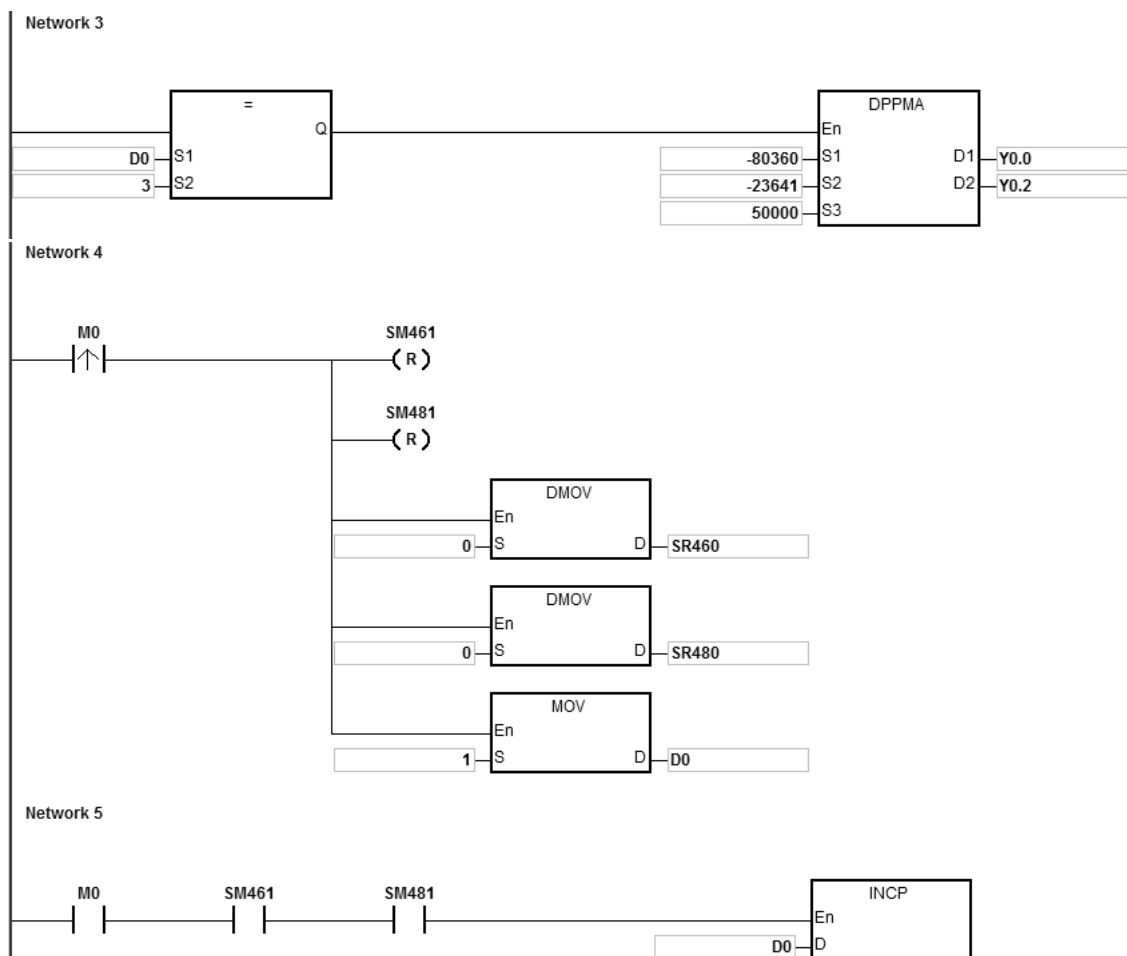 Network 3
= DPPMA
Q En
D0 S1 -80360 S1 D1 Y0.0
3 S2 -23641 S2 D2 Y0.2
50000 S3
Network 4
M0 SM461
R
SM481
R
DMOV
En
0 S D SR460
DMOV
En
0 S D SR480
MOV
En
1 S D D0
Network 5
M0 SM461 SM481 INCP
En
D0 D